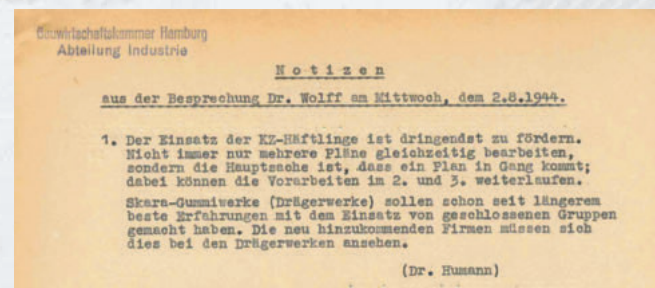 Gauwirtschaftskammer Hamburg
Abteilung Industrie
Notizen
aus der Besprechung Dr. Wolff am Mittwoch, dem 2.8.1944.
1. Der Einsatz der KZ-Häftlinge ist dringendst zu fördern.
Nicht immer nur mehrere Pläne gleichzeitig bearbeiten,
sondern die Hauptsache ist, dass ein Plan in Gang kommt;
dabei können die Vorarbeiten im 2. und 3. weiterlaufen.
Skara-Gummiwerke (Drägerwerke) sollen schon seit längerem
beste Erfahrungen mit dem Einsatz von geschlossenen Gruppen
gemacht haben. Die neu hinzukommenden Firmen müssen sich
dies bei den Drägerwerken ansehen.
(Dr. Humann)